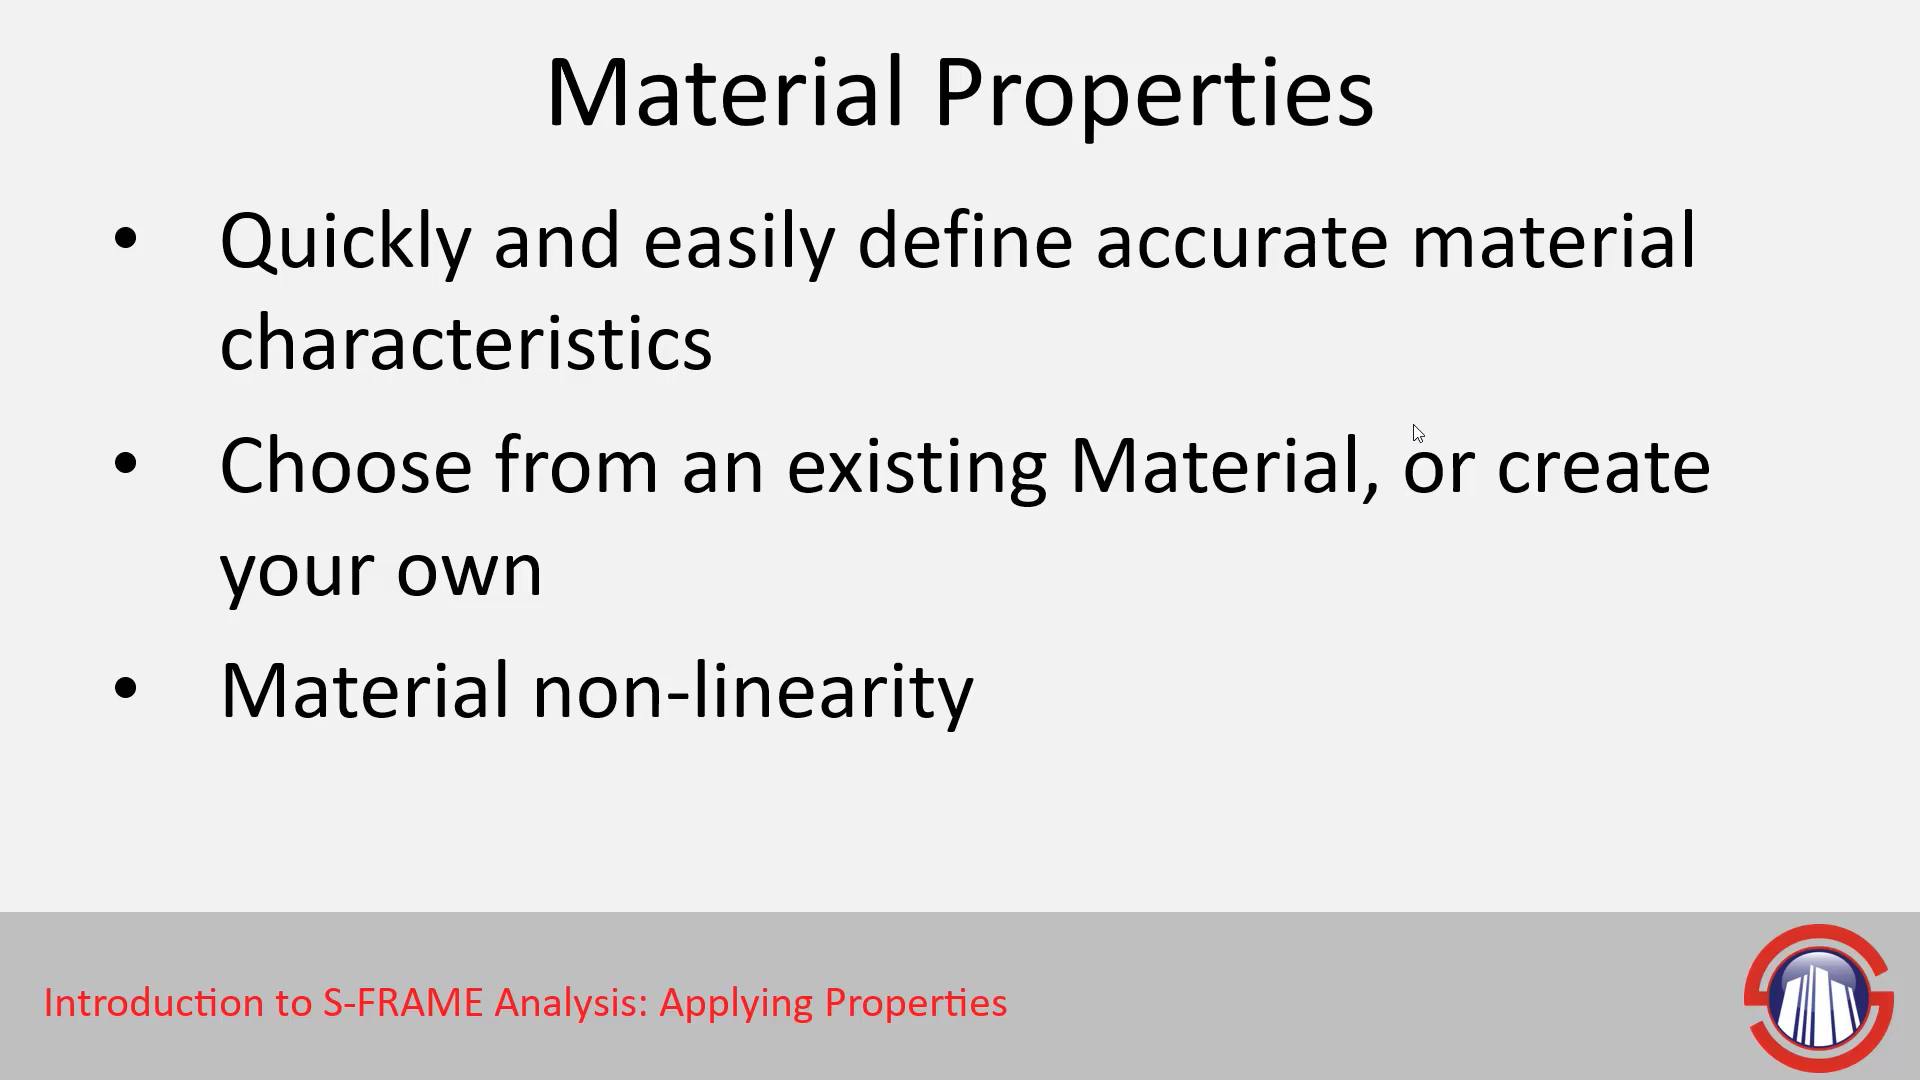 Material Properties
• Quickly and easily define accurate material
characteristics
• Choose from an existing Material, or create
your own
• Material non-linearity
Introduction to S-FRAME Analysis: Applying Properties